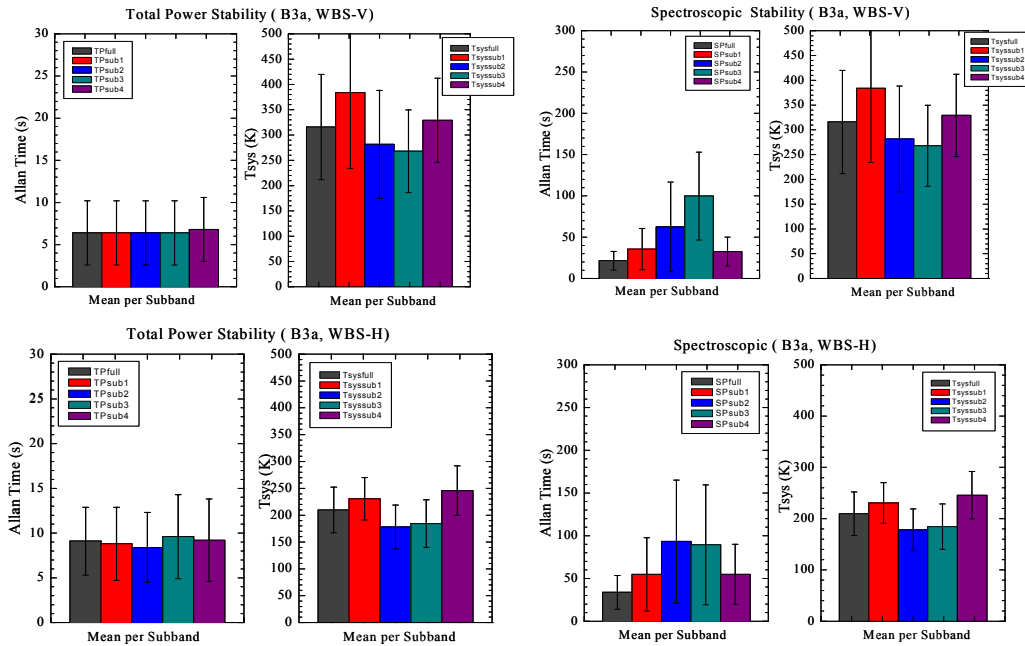 Total Power Stability ( B3a, WBS-V)
30
25
20
15
10
5
0
Allan Time (s)
TPfull
TPsub1
TPsub2
TPsub3
TPsub4
500
450
400
350
300
250
200
150
100
50
0
Tsys (K)
Tsysfull
Tsyssub1
Tsyssub2
Tsyssub3
Tsyssub4
Mean per Subband
Mean per Subband
Spectroscopic Stability (B3a, WBS-V)
300
250
200
150
100
50
0
Allan Time (s)
SPfull
SPsub1
SPsub2
SPsub3
SPsub4
500
450
400
350
300
250
200
150
100
50
0
Tsys (K)
Tsysfull
Tsyssub1
Tsyssub2
Tsyssub3
Tsyssub4
Mean per Subband
Mean per Subband
Total Power Stability ( B3a, WBS-H)
30
25
20
15
10
5
0
Allan Time (s)
TPfull
TPsub1
TPsub2
TPsub3
TPsub4
500
450
400
350
300
250
200
150
100
50
0
Tsys (K)
Tsysfull
Tsyssub1
Tsyssub2
Tsyssub3
Tsyssub4
Mean per Subband
Mean per Subband
Spectroscopic ( B3a, WBS-H)
300
250
200
150
100
50
0
Allan Time (s)
SPfull
SPsub1
SPsub2
SPsub3
SPsub4
500
400
300
200
100
0
Tsys (K)
Tsysfull
Tsyssub1
Tsyssub2
Tsyssub3
Tsyssub4
Mean per Subband
Mean per Subband